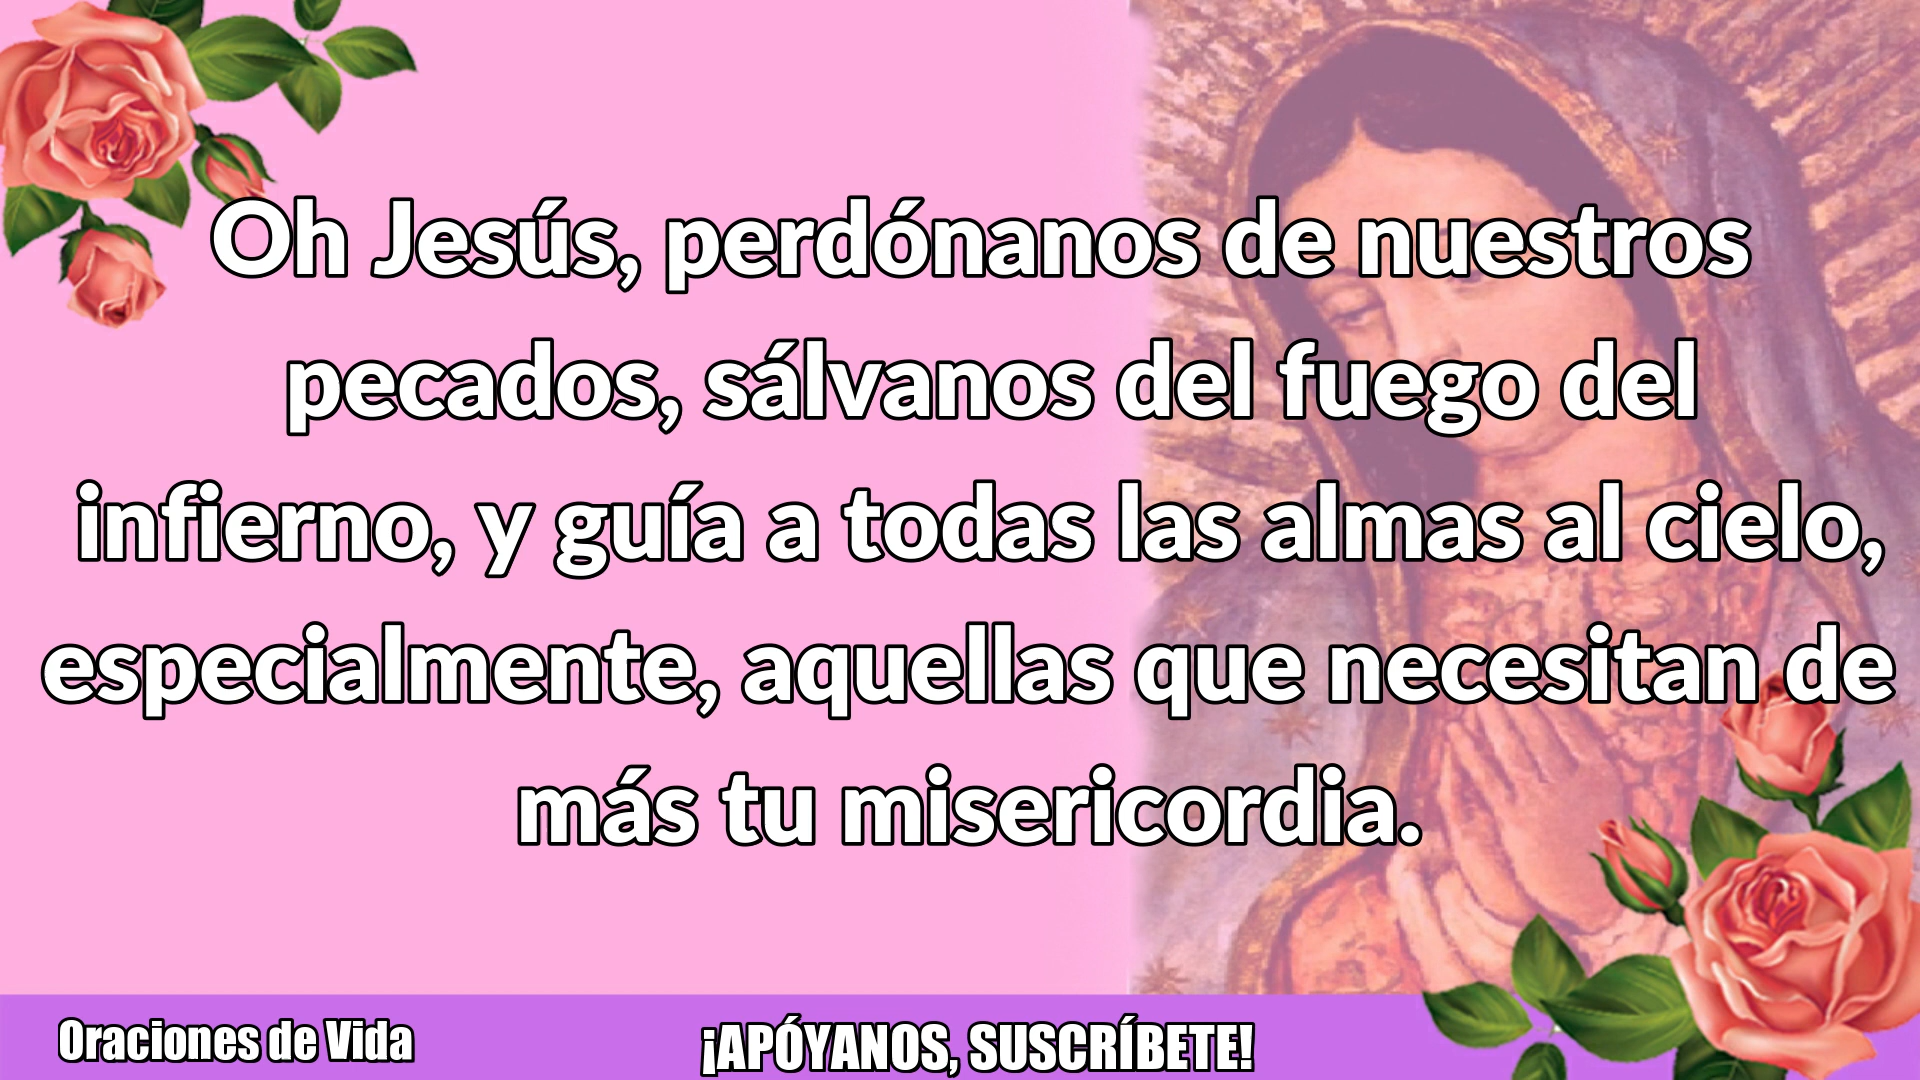 Oh Jesús, perdónanos de nuestros
pecados, sálvanos del fuego del
infierno, y guía a todas las almas al cielo,
especialmente, aquellas que necesitan de
más tu misericordia.
Oraciones de Vida
¡APÓYANOS, SUSCRÍBETE!